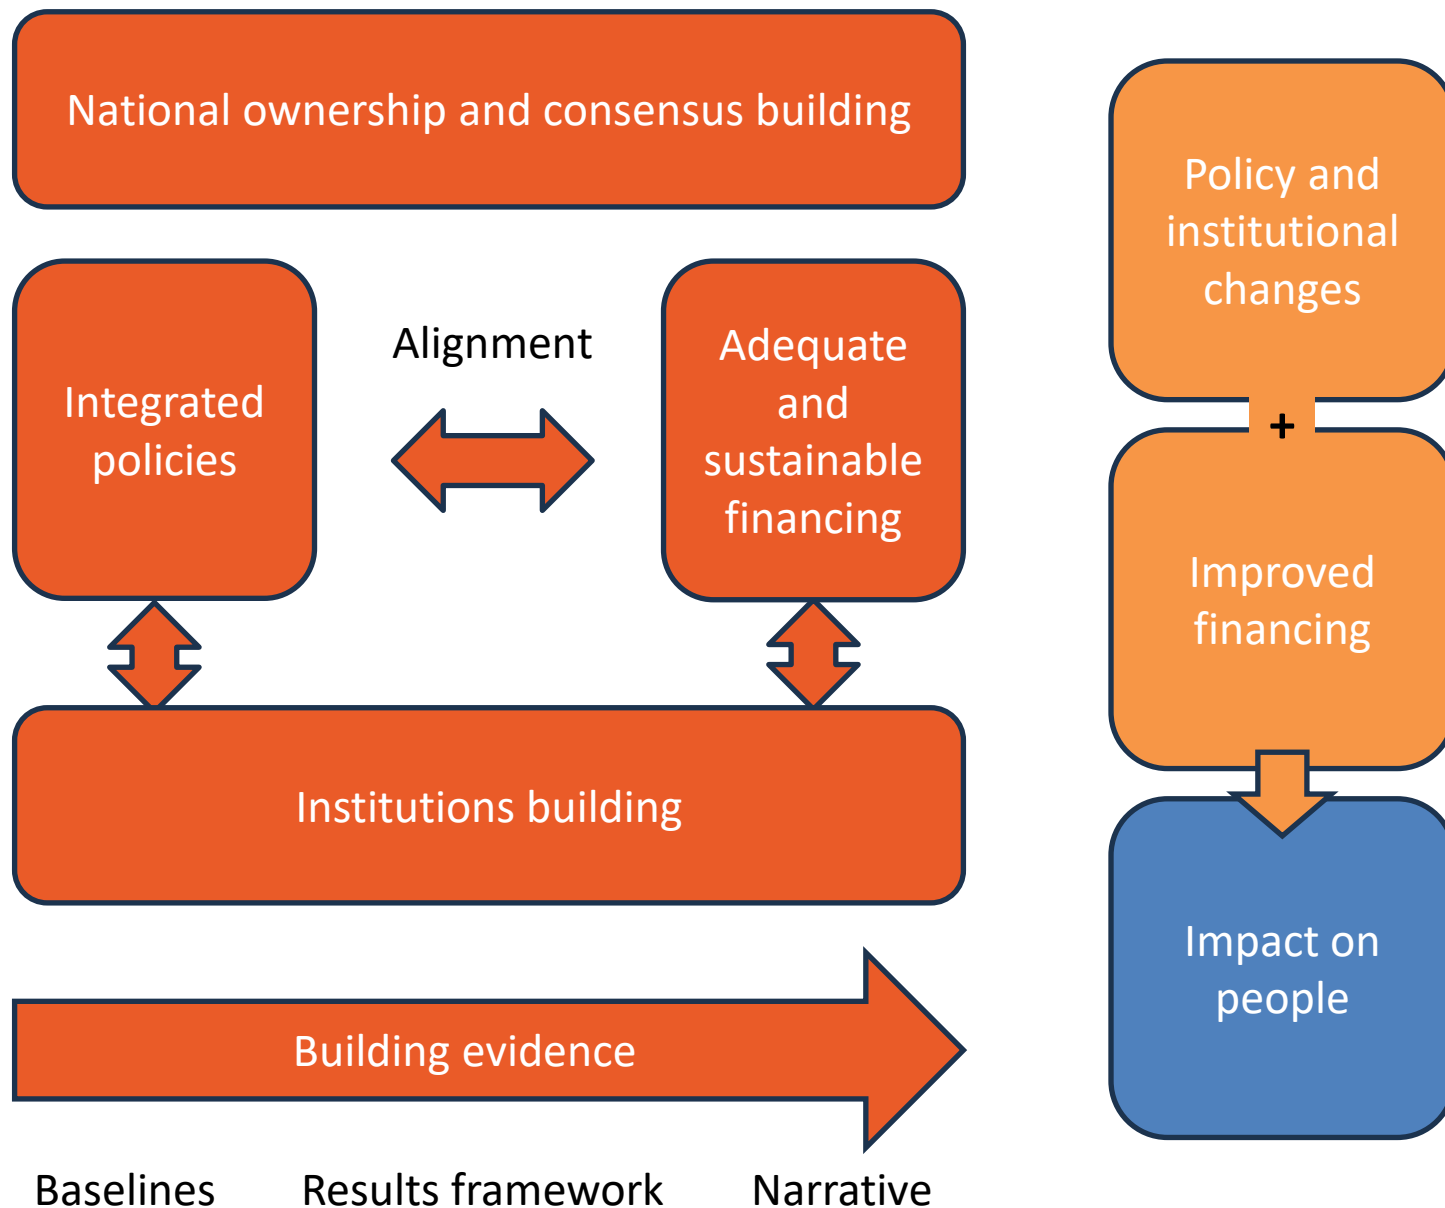 National ownership and consensus building
Integrated
policies
Alignment
Adequate
and
sustainable
financing
Institutions building
Building evidence
Baselines
Results framework
Narrative
Policy and
institutional
changes
+
Improved
financing
Impact on
people